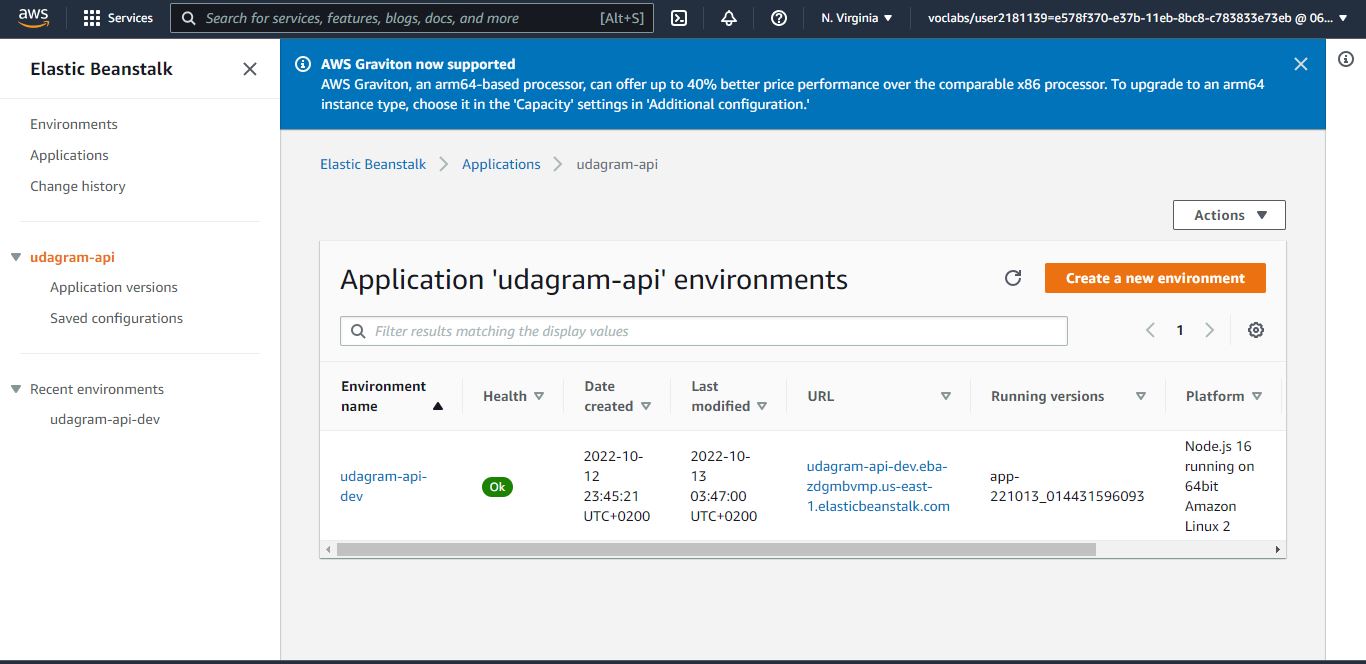 aws
Services
Search for services, features, blogs, docs, and more [Alt+S]
N. Virginia
voclabs/user2181139=e578f370-e37b-11eb-8bc8-c783833e73eb @ 06...
Elastic Beanstalk
Environments
Applications
Change history
udagram-api
Application versions
Saved configurations
Recent environments
udagram-api-dev
AWS Graviton now supported
AWS Graviton, an arm64-based processor, can offer up to 40% better price performance over the comparable x86 processor. To upgrade to an arm64
instance type, choose it in the 'Capacity' settings in 'Additional configuration.'
Elastic Beanstalk Applications udagram-api
Actions
Application 'udagram-api' environments
Create a new environment
Filter results matching the display values
1
Environment
name
Health
Date
created
Last
modified
URL
Running versions
Platform
udagram-api-
dev
Ok
2022-10-
12
23:45:21
UTC+0200
2022-10-
13
03:47:00
UTC+0200
udagram-api-dev.eba-
zdgmbvmp.us-east-
1.elasticbeanstalk.com
app-
221013_014431596093
Node.js 16
running on
64bit
Amazon
Linux 2